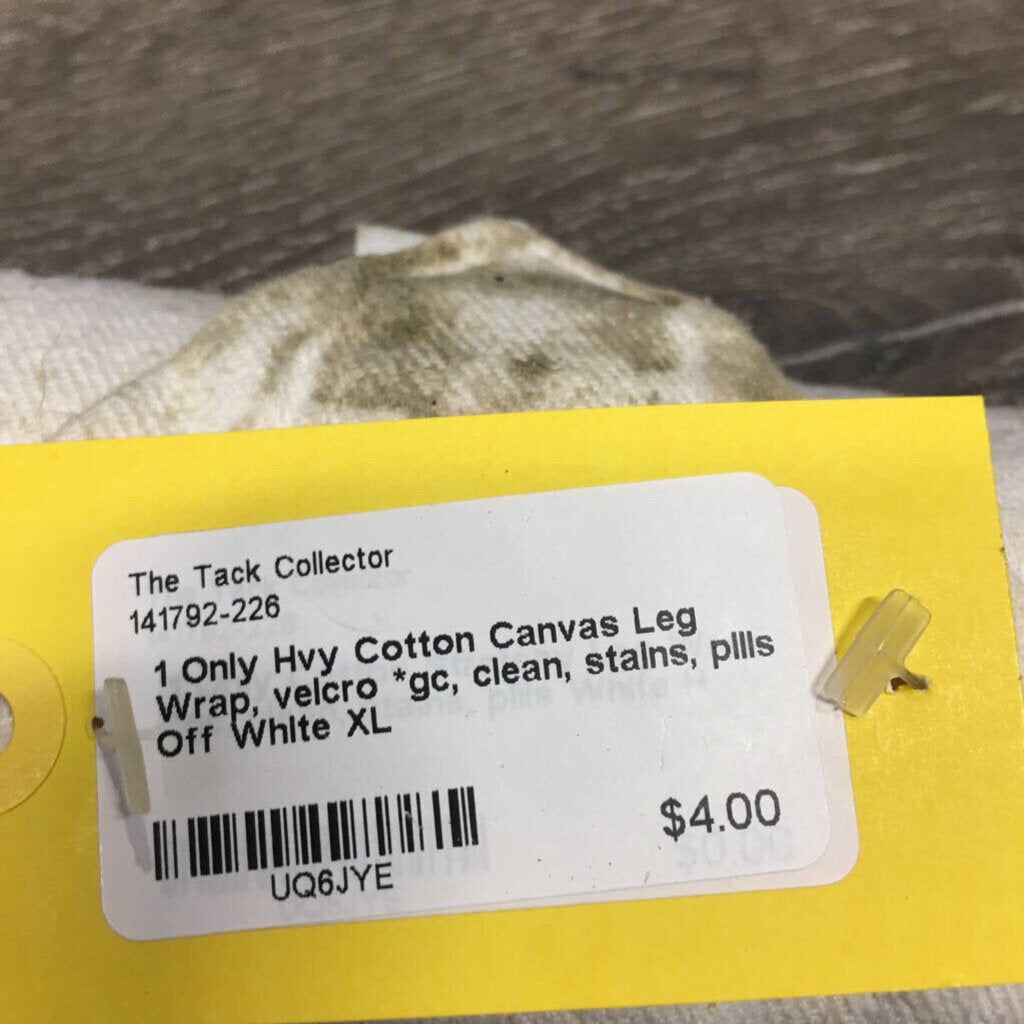 The Tack Collector
141792-226
1 Only Hvy Cotton Canvas Leg
Wrap, velcro *gc, clean, stains, pills
Off White XL
$4.00
UQ6JYE